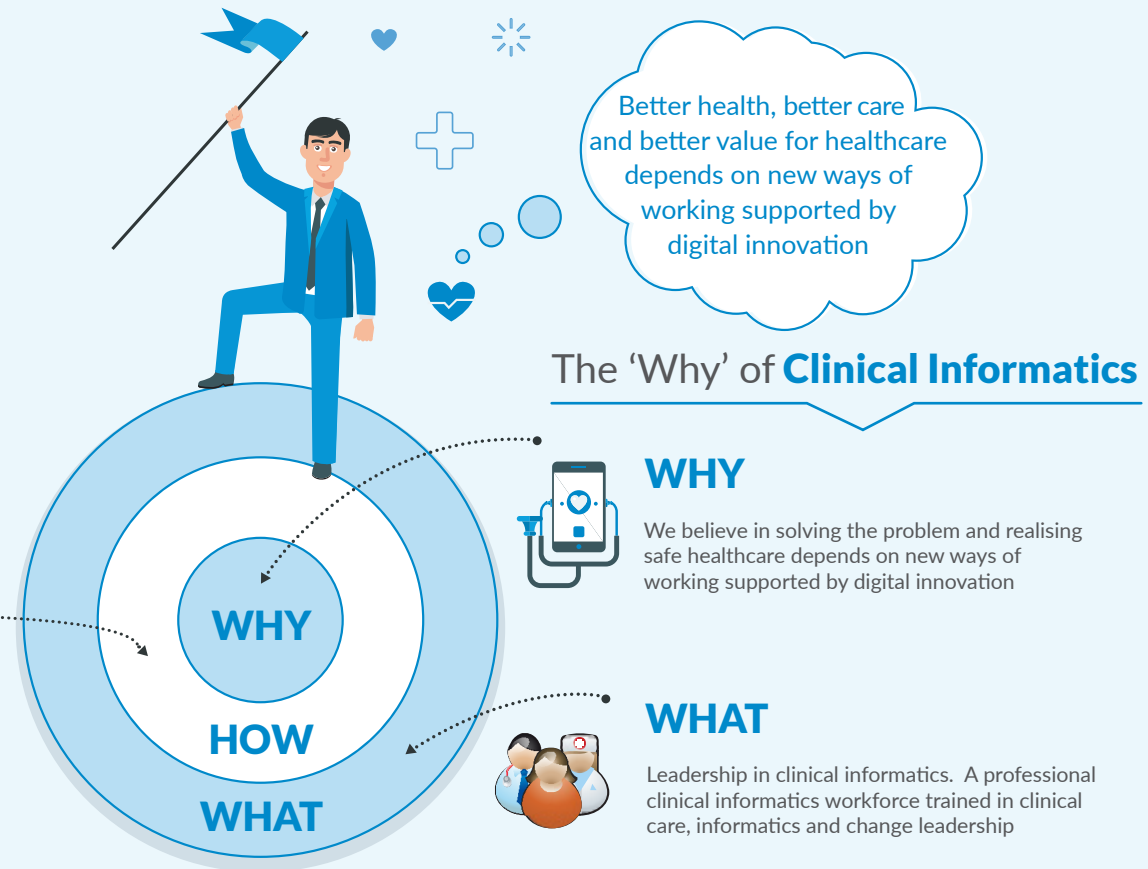 Better health, better care
and better value for healthcare
depends on new ways of
working supported by
digital innovation
The ‘Why’ of Clinical Informatics
WHY
We believe in solving the problem and realising
safe healthcare depends on new ways of
working supported by digital innovation
WHY
HOW
WHAT
WHAT
Leadership in clinical informatics.  A professional
clinical informatics workforce trained in clinical
care, informatics and change leadership